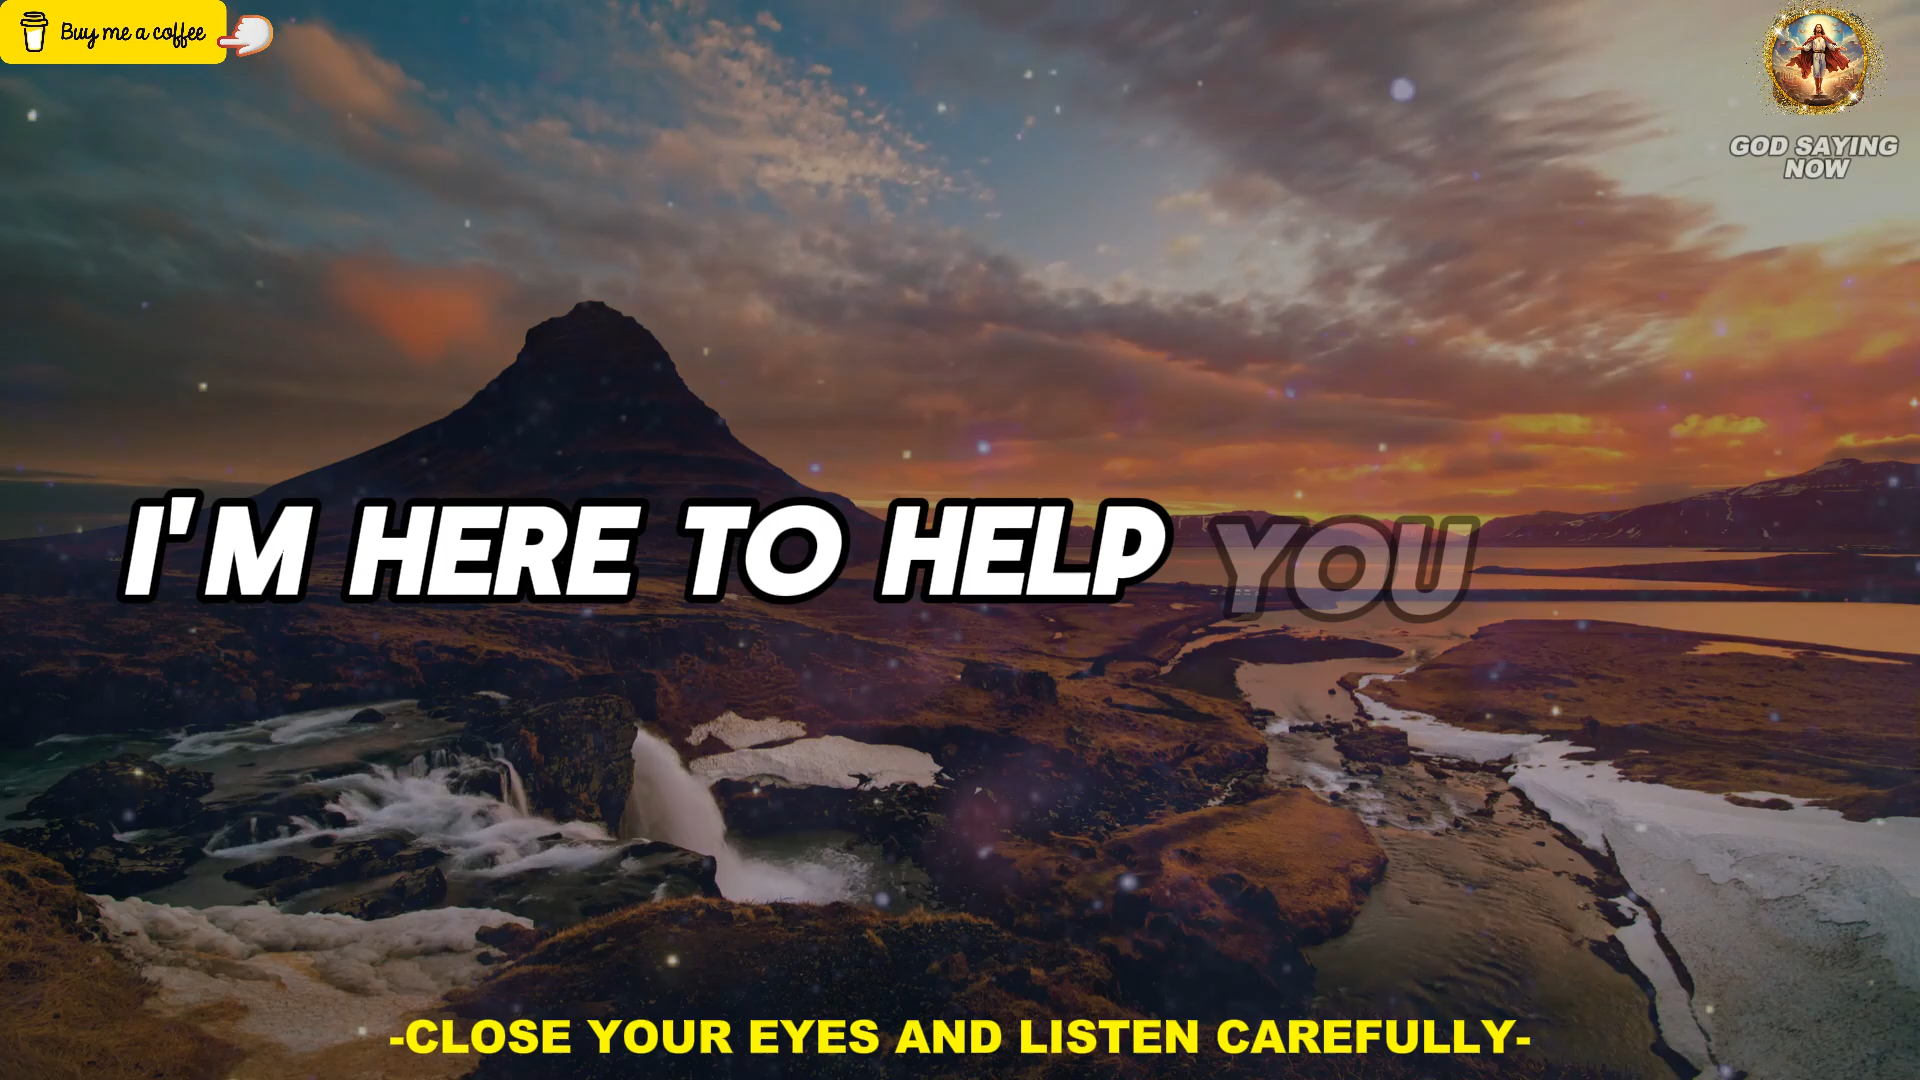 Buy me a coffee
GOD SAYING
NOW
I'M HERE TO HELP YOU
-CLOSE YOUR EYES AND LISTEN CAREFULLY-